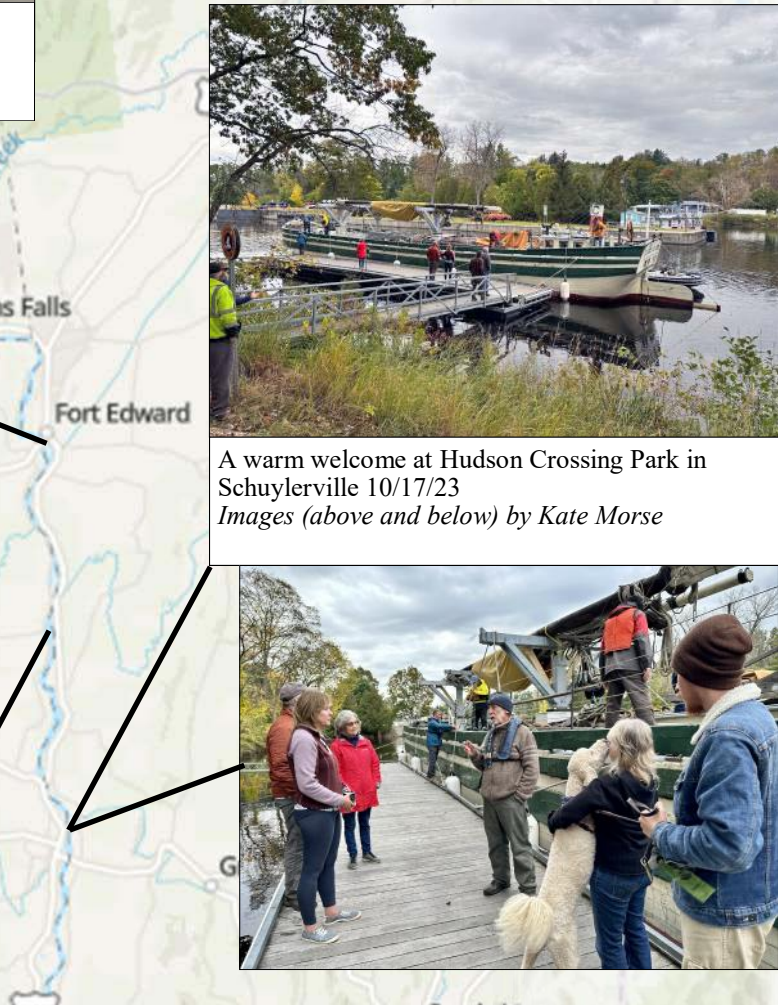 eek
s Falls
Fort Edward
A warm welcome at Hudson Crossing Park in
Schuylerville 10/17/23
Images (above and below) by Kate Morse
G